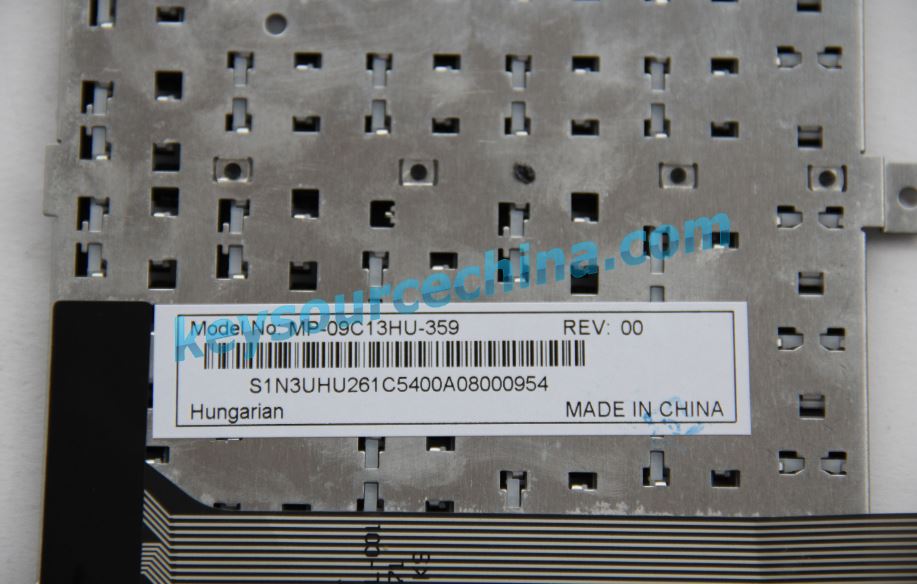 keysourcechina.com
Model No: MP-09C13HU-359 REV: 00
S1N3UHU261C5400A08000954
Hungarian MADE IN CHINA